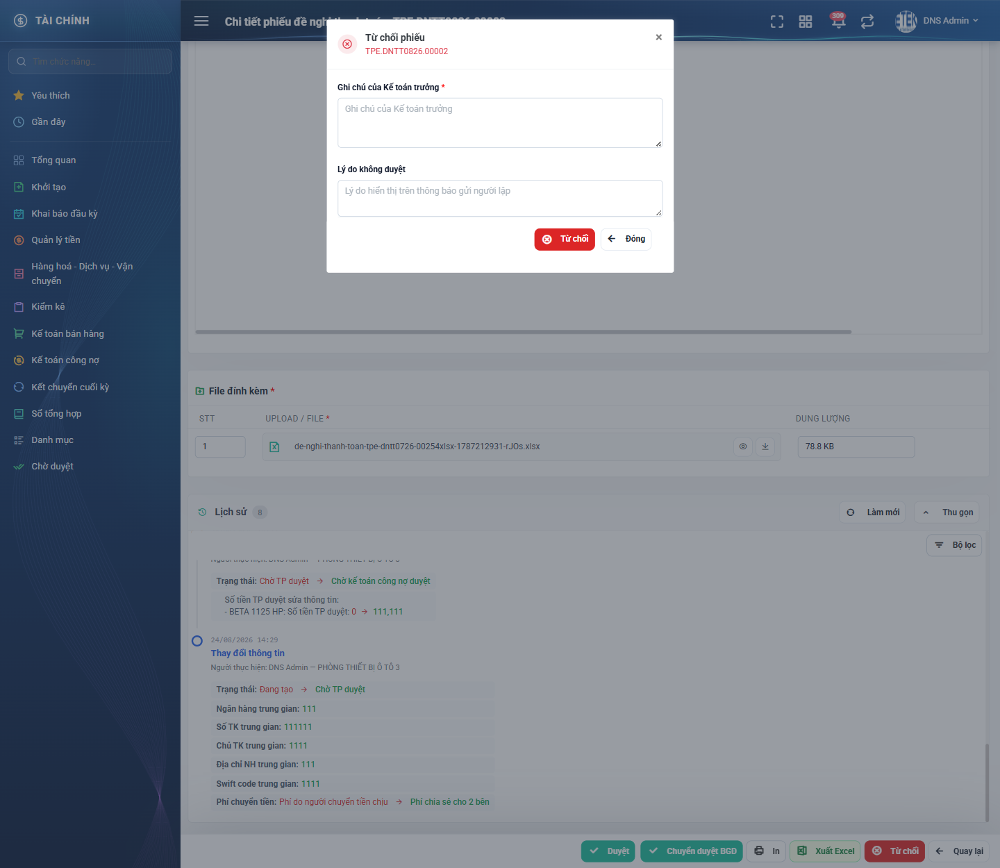 TÀI CHÍNH
Tìm chức năng...
Yêu thích
Gần đây
Tổng quan
Khởi tạo
Khai báo đầu kỳ
Quản lý tiền
Hàng hoá - Dịch vụ - Vận
chuyển
Kiểm kê
Kế toán bán hàng
Kế toán công nợ
Kết chuyển cuối kỳ
Sổ tổng hợp
Danh mục
Chờ duyệt
Chi tiết phiếu đề nghị
309
DNS Admin
Từ chối phiếu
TPE.DNTT0826.00002
×
Ghi chú của Kế toán trưởng *
Ghi chú của Kế toán trưởng
Lý do không duyệt
Lý do hiển thị trên thông báo gửi người lập
Từ chối
Đóng
File đính kèm *
STT
UPLOAD / FILE *
DUNG LƯỢNG
1
de-nghi-thanh-toan-tpe-dntt0726-00254xlsx-1787212931-rJOs.xlsx
78.8 KB
Lịch sử 8
Làm mới
Thu gọn
Bộ lọc
Người thực hiện: DNS Admin — PHÒNG THIẾT BỊ Ô TÔ 3
Trạng thái: Chờ TP duyệt → Chờ kế toán công nợ duyệt
Số tiền TP duyệt sửa thông tin:
- BETA 1125 HP: Số tiền TP duyệt: 0 → 111,111
24/08/2026 14:29
Thay đổi thông tin
Người thực hiện: DNS Admin — PHÒNG THIẾT BỊ Ô TÔ 3
Trạng thái: Đang tạo → Chờ TP duyệt
Ngân hàng trung gian: 111
Số TK trung gian: 111111
Chủ TK trung gian: 1111
Địa chỉ NH trung gian: 111
Swift code trung gian: 1111
Phí chuyển tiền: Phí do người chuyển tiền chịu → Phí chia sẻ cho 2 bên
Duyệt
Chuyển duyệt BGĐ
In
Xuất Excel
Từ chối
Quay lại